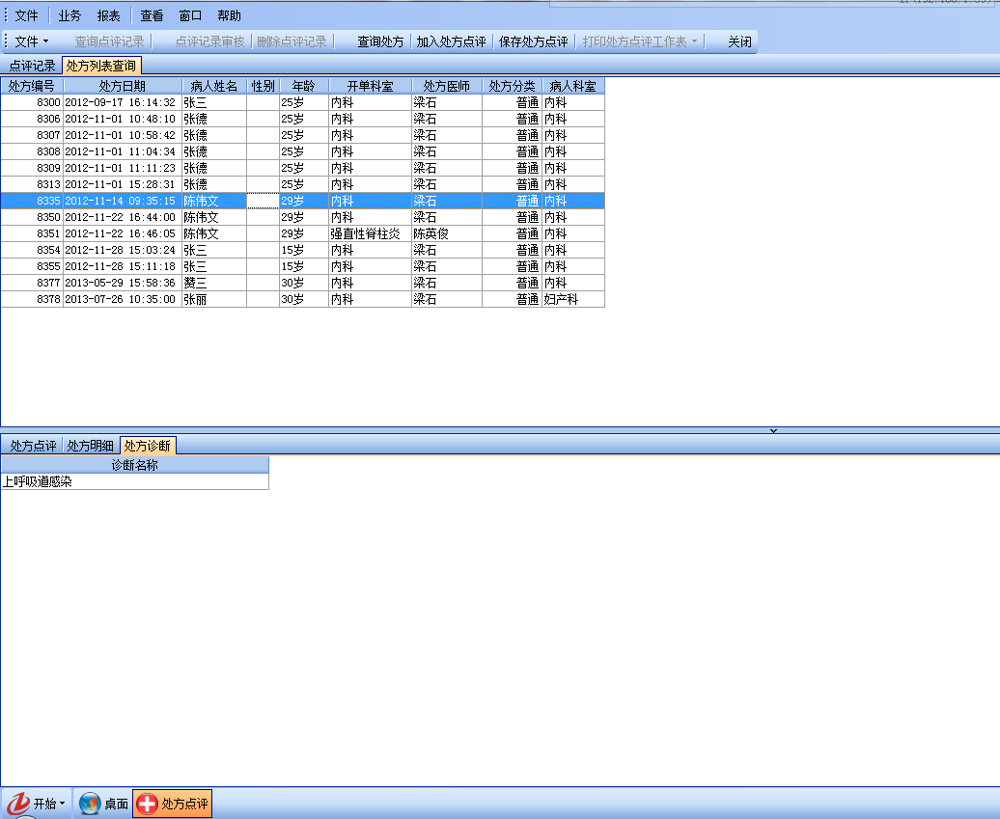 文件 业务 报表 查看 窗口 帮助
文件 查询点评记录 点评记录审核 删除点评记录 查询处方 加入处方点评 保存处方点评 打印处方点评工作表 关闭
点评记录 处方列表查询
处方编号 处方日期 病人姓名 性别 年龄 开单科室 处方医师 处方分类 病人科室
8300 2012-09-17 16:14:32 张三 25岁 内科 梁石 普通 内科
8306 2012-11-01 10:48:10 张德 25岁 内科 梁石 普通 内科
8307 2012-11-01 10:58:42 张德 25岁 内科 梁石 普通 内科
8308 2012-11-01 11:04:34 张德 25岁 内科 梁石 普通 内科
8309 2012-11-01 11:11:23 张德 25岁 内科 梁石 普通 内科
8313 2012-11-01 15:28:31 张德 25岁 内科 梁石 普通 内科
8335 2012-11-14 09:35:15 陈伟文 29岁 内科 梁石 普通 内科
8350 2012-11-22 16:44:00 陈伟文 29岁 内科 梁石 普通 内科
8351 2012-11-22 16:46:05 陈伟文 29岁 强直性脊柱炎 陈英俊 普通 内科
8354 2012-11-28 15:03:24 张三 15岁 内科 梁石 普通 内科
8355 2012-11-28 15:11:18 张三 15岁 内科 梁石 普通 内科
8377 2013-05-29 15:58:36 赞三 30岁 内科 梁石 普通 内科
8378 2013-07-26 10:35:00 张丽 30岁 内科 梁石 普通 妇产科
处方点评 处方明细 处方诊断
诊断名称
上呼吸道感染
开始 桌面 处方点评